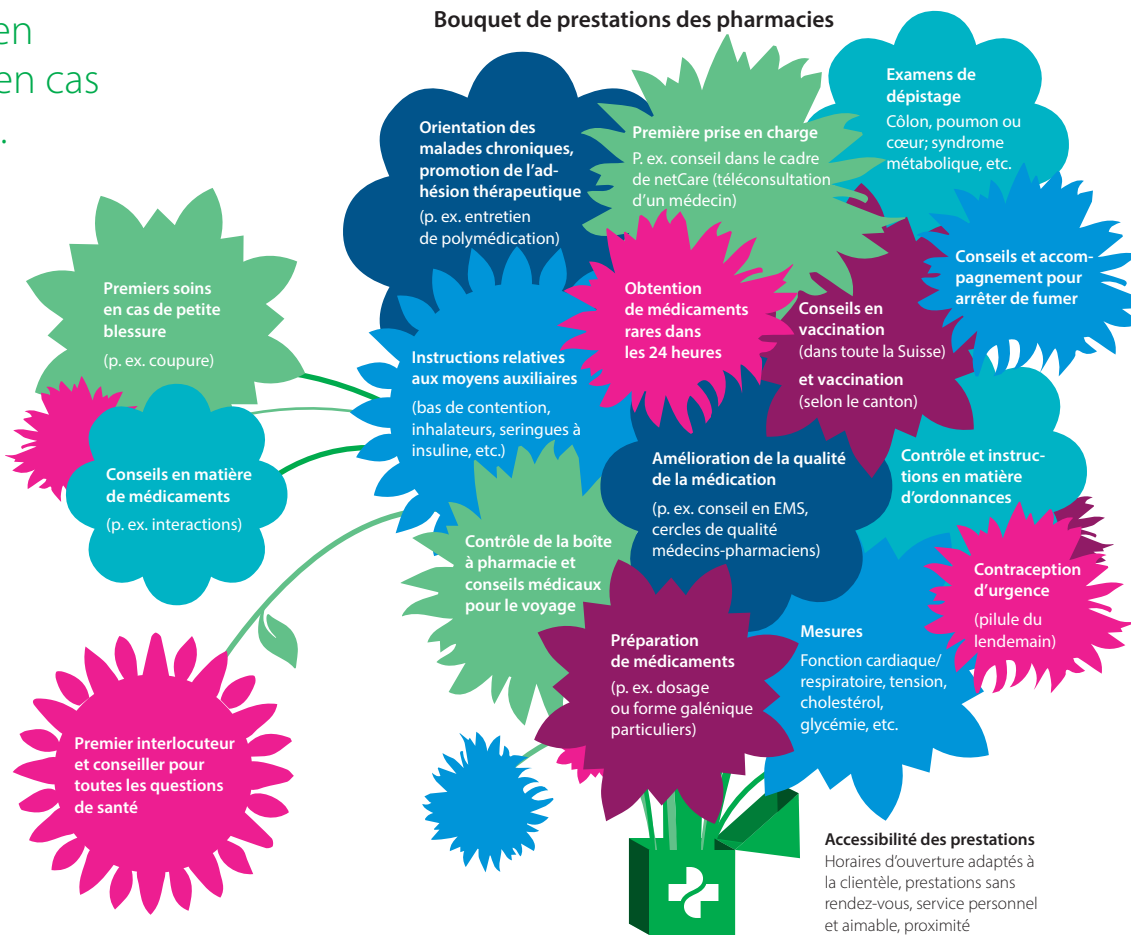 en
en cas
.
Bouquet de prestations des pharmacies
Orientation des
malades chroniques,
promotion de l'ad-
hésion thérapeutique
(p. ex. entretien
de polymédication)
Première prise en charge
P. ex. conseil dans le cadre
de netCare (téléconsultation
d'un médecin)
Examens de
dépistage
Côlon, poumon ou
cœur; syndrome
métabolique, etc.
Premiers soins
en cas de petite
blessure
(p. ex. coupure)
Instructions relatives
aux moyens auxiliaires
(bas de contention,
inhalateurs, seringues à
insuline, etc.)
Obtention
de médicaments
rares dans
les 24 heures
Conseils en
vaccination
(dans toute la Suisse)
et vaccination
(selon le canton)
Conseils et accom-
pagnement pour
arrêter de fumer
Conseils en matière
de médicaments
(p. ex. interactions)
Amélioration de la qualité
de la médication
(p. ex. conseil en EMS,
cercles de qualité
médecins-pharmaciens)
Contrôle et instruc-
tions en matière
d'ordonnances
Contrôle de la boîte
à pharmacie et
conseils médicaux
pour le voyage
Contraception
d'urgence
(pilule du
lendemain)
Préparation
de médicaments
(p. ex. dosage
ou forme galénique
particuliers)
Mesures
Fonction cardiaque/
respiratoire, tension,
cholestérol,
glycémie, etc.
Premier interlocuteur
et conseiller pour
toutes les questions
de santé
Accessibilité des prestations
Horaires d'ouverture adaptés à
la clientèle, prestations sans
rendez-vous, service personnel
et aimable, proximité